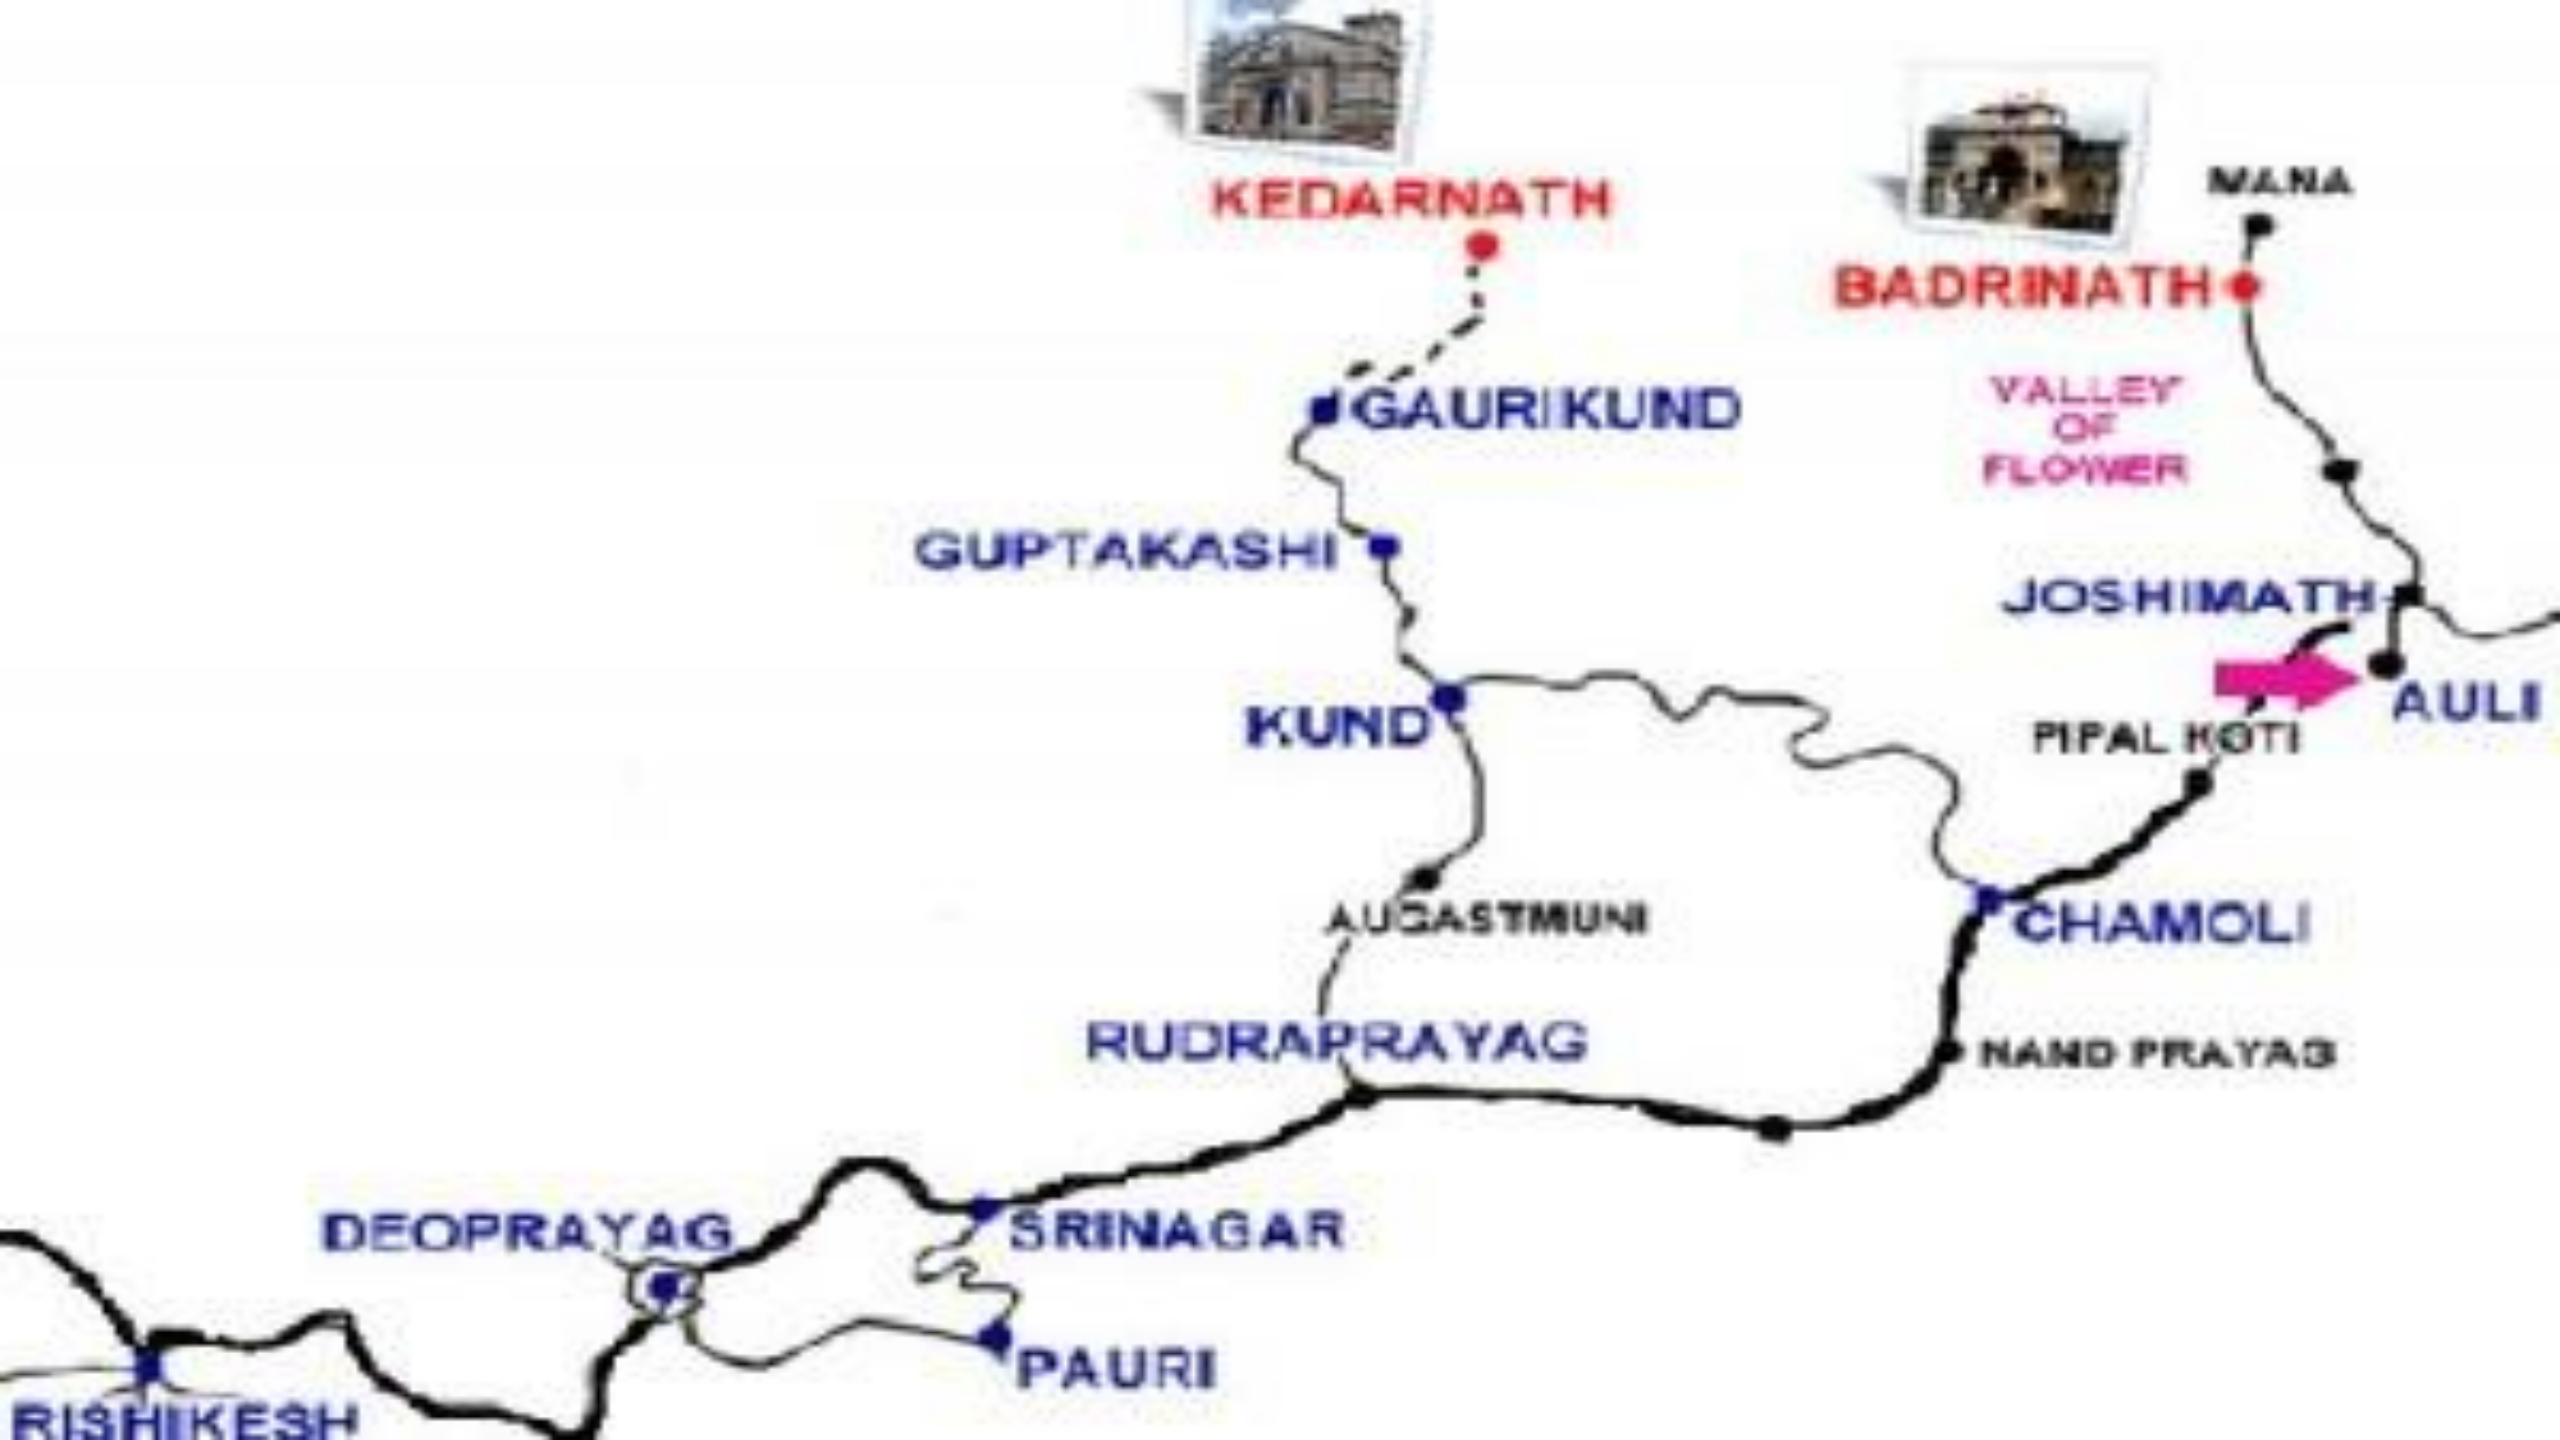 KEDARNATH
MANA
BADRINATH
VALLEY
OF
FLOWER
GAURIKUND
GUPTAKASHI
JOSHIMATH
KUND
AULI
PIPAL KOTI
AUGASTMUNI
CHAMOLI
RUDRAPRAYAG
NAND PRAYAG
DEOPRAYAG
SRINAGAR
PAURI
RISHIKESH